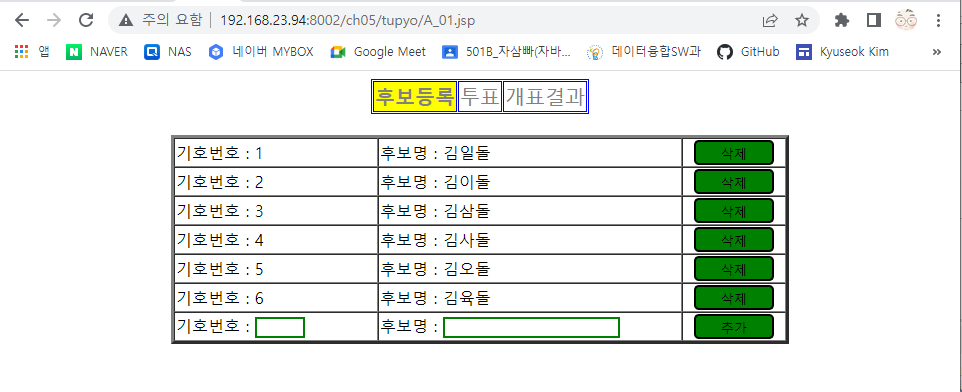 주의 요함 192.168.23.94:8002/ch05/tupyo/A_01.jsp
앱 NAVER NAS 네이버 MYBOX Google Meet 501B_자삼빠(자바... 데이터융합SW과 GitHub Kyuseok Kim »
후보등록 투표 개표결과
기호번호 : 1 후보명 : 김일돌 삭제
기호번호 : 2 후보명 : 김이돌 삭제
기호번호 : 3 후보명 : 김삼돌 삭제
기호번호 : 4 후보명 : 김사돌 삭제
기호번호 : 5 후보명 : 김오돌 삭제
기호번호 : 6 후보명 : 김육돌 삭제
기호번호 : 후보명 : 추가